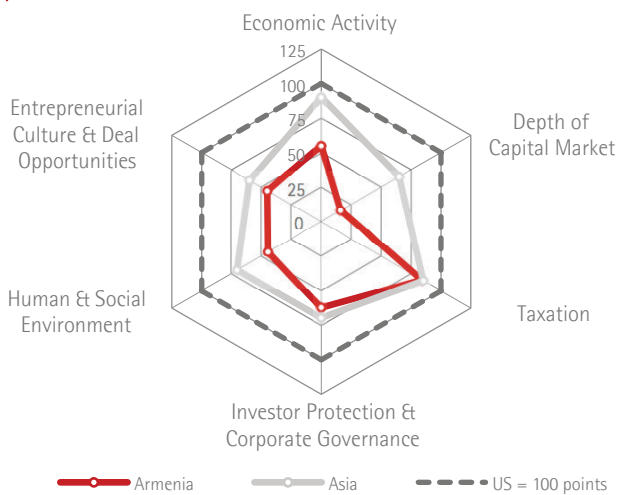 Economic Activity
125
100
75
50
25
0
Entrepreneurial
Culture & Deal
Opportunities
Depth of
Capital Market
Human & Social
Environment
Taxation
Investor Protection &
Corporate Governance
Armenia
Asia
US = 100 points